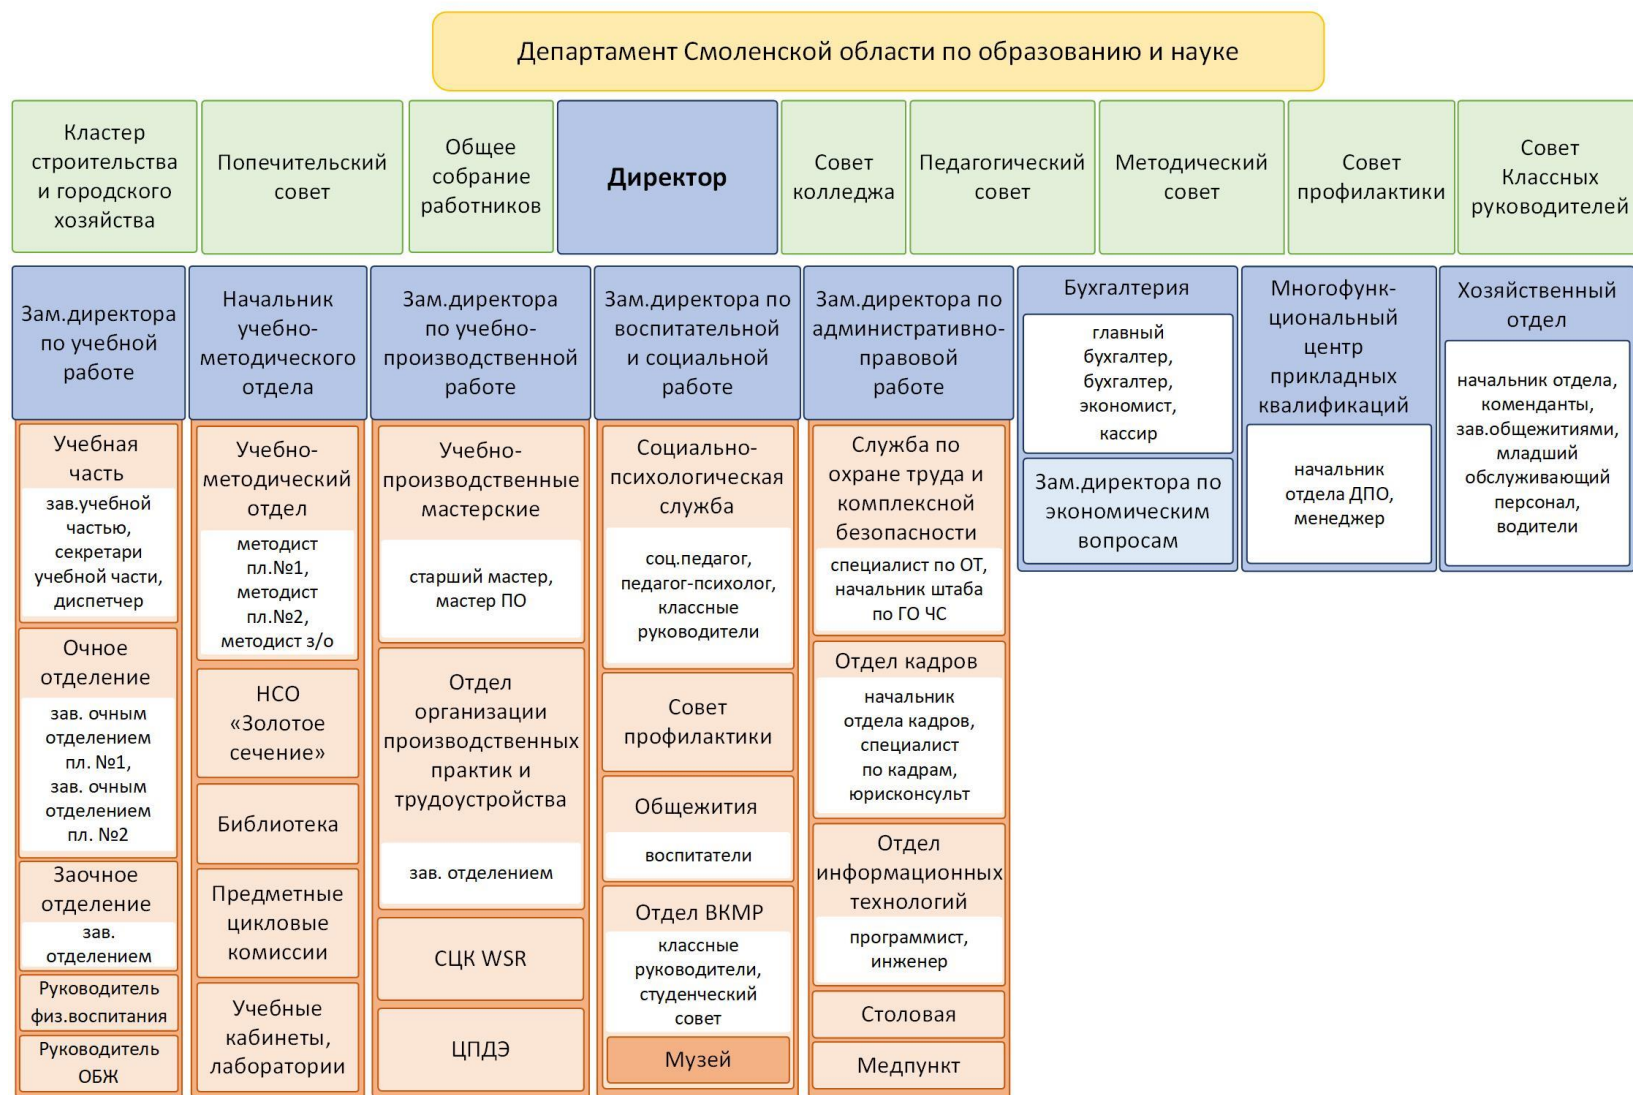 Департамент Смоленской области по образованию и науке
Кластер
строительства
и городского
хозяйства
Попечительский
совет
Общее
собрание
работников
Директор
Совет
колледжа
Педагогический
совет
Методический
совет
Совет
профилактики
Совет
Классных
руководителей
Зам.директора
по учебной
работе
Учебная
часть
зав.учебной
частью,
секретари
учебной части,
диспетчер
Очное
отделение
зав. очным
отделением
пл. №1,
зав. очным
отделением
пл. №2
Заочное
отделение
зав.
отделением
Руководитель
физ.воспитания
Руководитель
ОБЖ
Начальник
учебно-
методического
отдела
Учебно-
методический
отдел
методист
пл.№1,
методист
пл.№2,
методист з/о
НСО
«Золотое
сечение»
Библиотека
Предметные
цикловые
комиссии
Учебные
кабинеты,
лаборатории
Зам.директора
по учебно-
производственной
работе
Учебно-
производственные
мастерские
старший мастер,
мастер ПО
Отдел
организации
производственных
практик и
трудоустройства
зав. отделением
СЦК WSR
ЦПДЭ
Зам.директора по
воспитательной
и социальной
работе
Социально-
психологическая
служба
соц.педагог,
педагог-психолог,
классные
руководители
Совет
профилактики
Общежития
воспитатели
Отдел ВКМР
классные
руководители,
студенческий
совет
Музей
Зам.директора по
административно-
правовой
работе
Служба по
охране труда и
комплексной
безопасности
специалист по ОТ,
начальник штаба
по ГО ЧС
Отдел кадров
начальник
отдела кадров,
специалист
по кадрам,
юрисконсульт
Отдел
информационных
технологий
программист,
инженер
Столовая
Медпункт
Бухгалтерия
главный
бухгалтер,
бухгалтер,
экономист,
кассир
Зам.директора по
экономическим
вопросам
Многофунк-
циональный
центр
прикладных
квалификаций
начальник
отдела ДПО,
менеджер
Хозяйственный
отдел
начальник отдела,
коменданты,
зав.общежитиями,
младший
обслуживающий
персонал,
водители